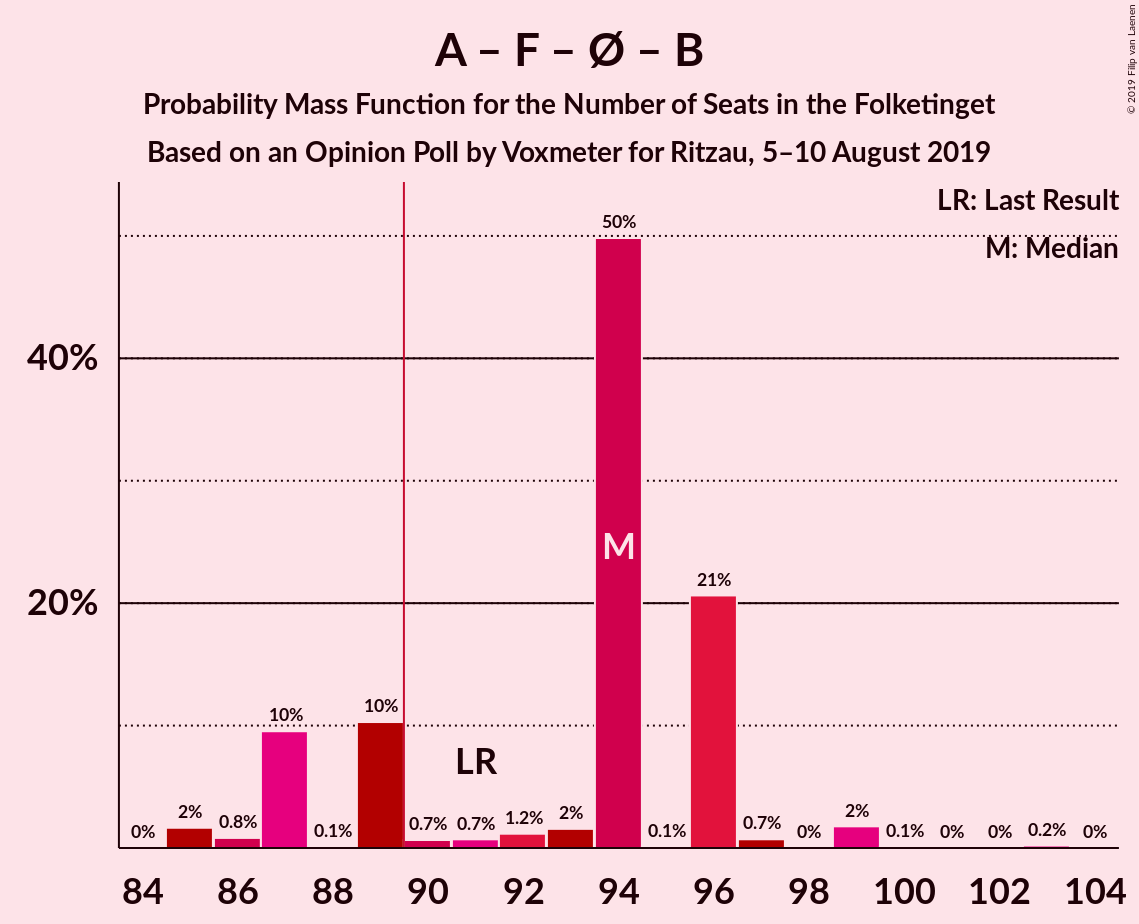 A – F – Ø – B
Probability Mass Function for the Number of Seats in the Folketinget
Based on an Opinion Poll by Voxmeter for Ritzau, 5–10 August 2019
© 2019 Filip van Laenen
LR: Last Result
M: Median
40%
20%
0%
2%
0.8%
10%
0.1%
10%
0.7%
0.7%
1.2%
2%
50%
0.1%
21%
0.7%
0%
2%
0.1%
0%
0%
0.2%
0%
LR
M
84 86 88 90 92 94 96 98 100 102 104